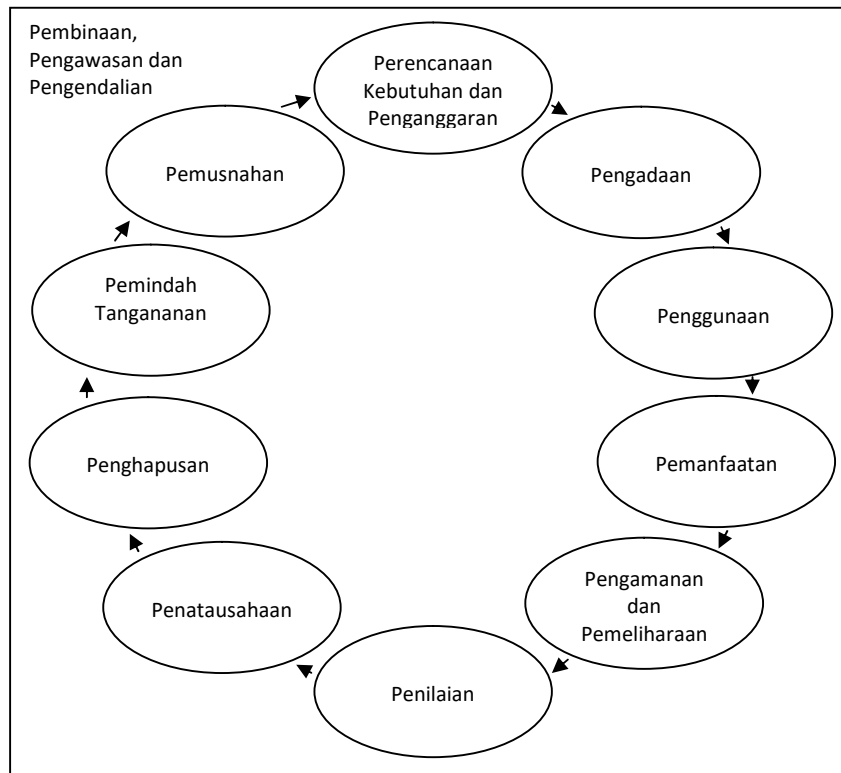 Pembinaan,
Pengawasan dan
Pengendalian
Perencanaan
Kebutuhan dan
Penganggaran
Pengadaan
Penggunaan
Pemanfaatan
Pengamanan
dan
Pemeliharaan
Penilaian
Penatausahaan
Penghapusan
Pemindah
Tangananan
Pemusnahan